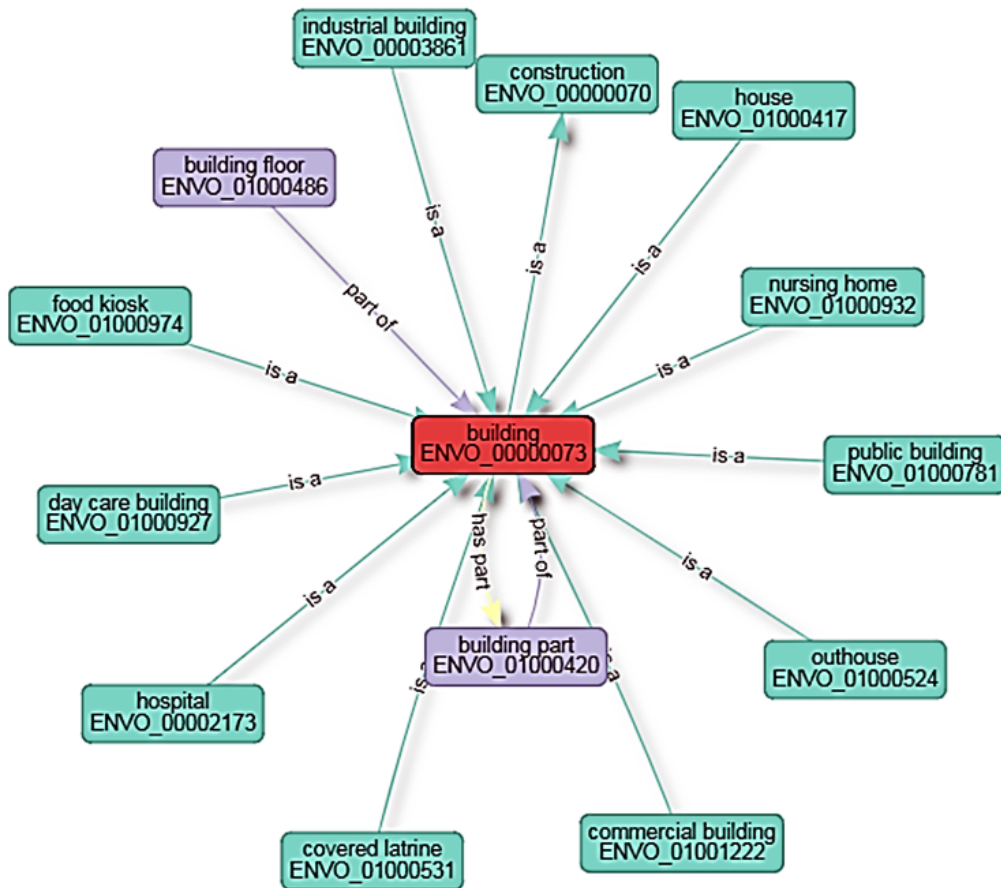 industrial building
ENVO_00003861
construction
ENVO_00000070
house
ENVO_01000417
building floor
ENVO_01000486
is a
is a
is a
food kiosk
ENVO_01000974
part of
nursing home
ENVO_01000932
is a
is a
building
ENVO_00000073
public building
ENVO_01000781
is a
day care building
ENVO_01000927
is a
has part
part of
is a
is a
building part
ENVO_01000420
outhouse
ENVO_01000524
hospital
ENVO_00002173
is a
is a
covered latrine
ENVO_01000531
commercial building
ENVO_01001222